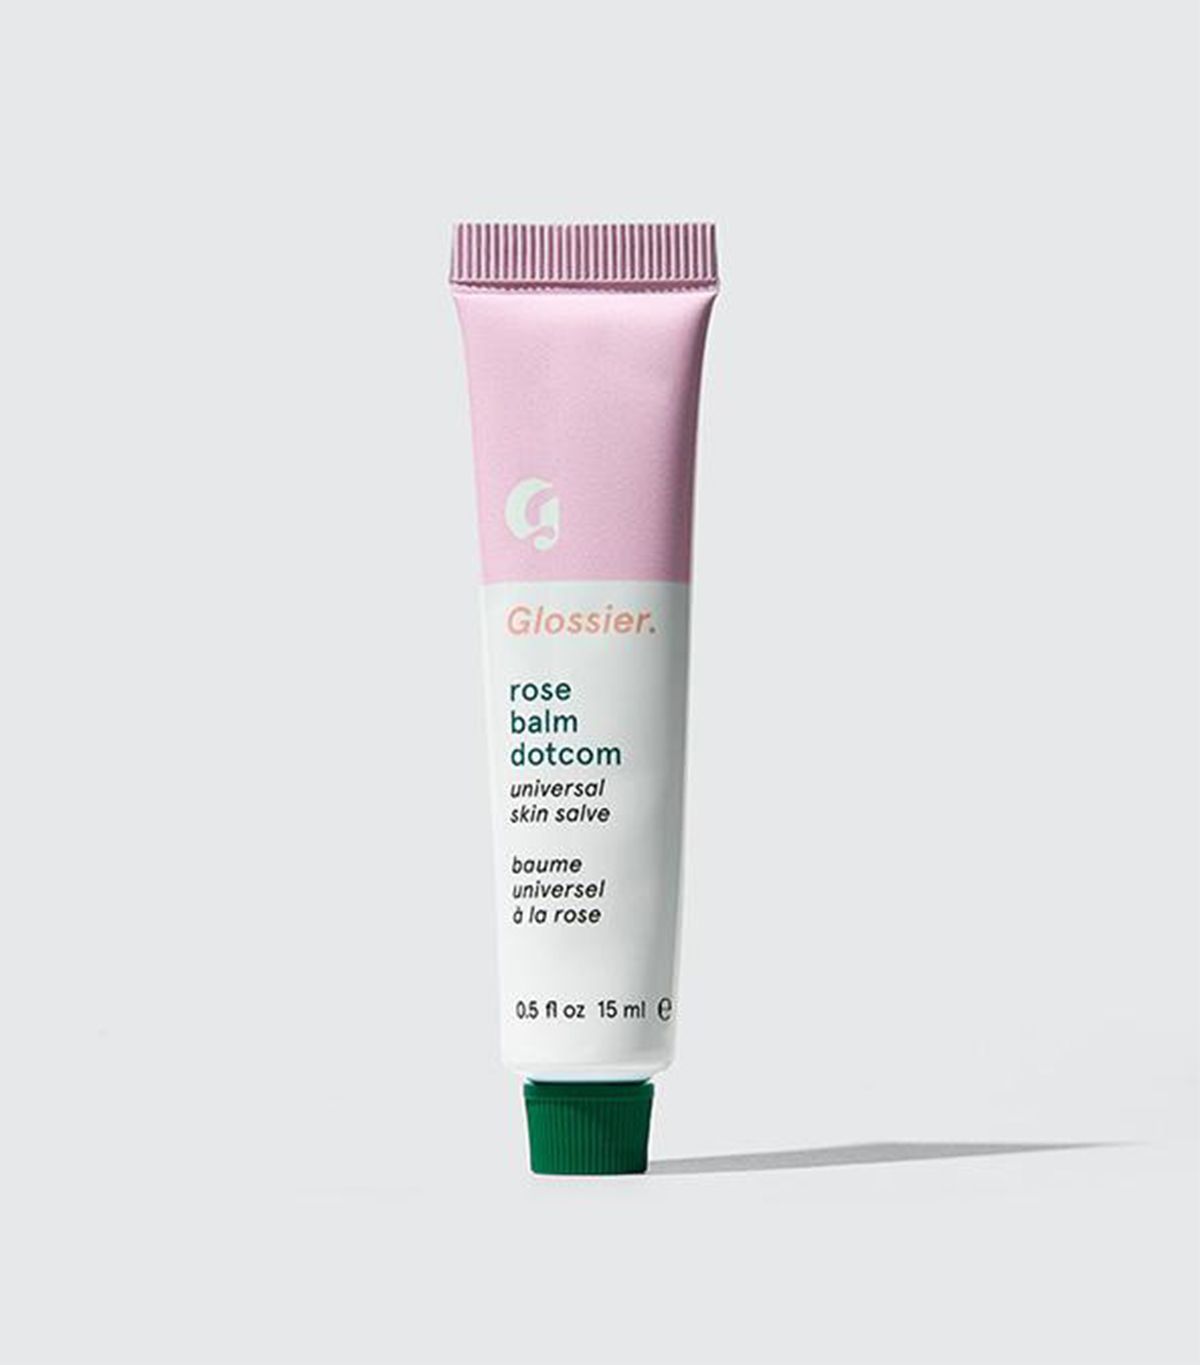 G
Glossier.
rose
balm
dotcom
universal
skin salve
baume
universel
à la rose
0.5 fl oz 15 ml ℮